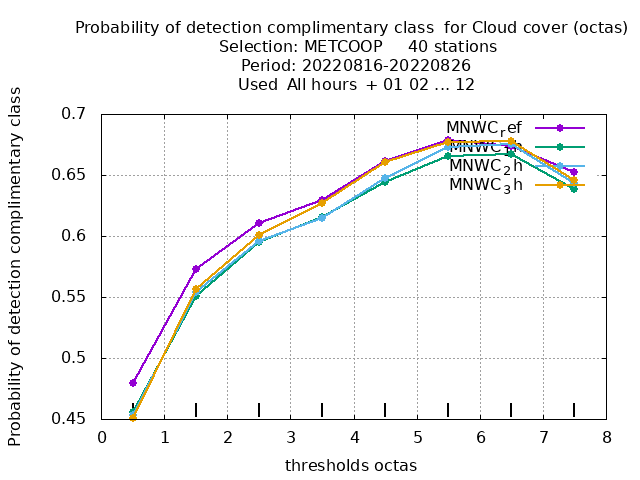 Probability of detection complimentary class  for Cloud cover (octas)
Selection: METCOOP     40 stations
Period: 20220816-20220826
Used  All hours  + 01 02 ... 12
Probability of detection complimentary class
0.7
0.65
0.6
0.55
0.5
0.45
MNWC_ref
MNWC
MNWC_2h
MNWC_3h
0 1 2 3 4 5 6 7 8
thresholds octas